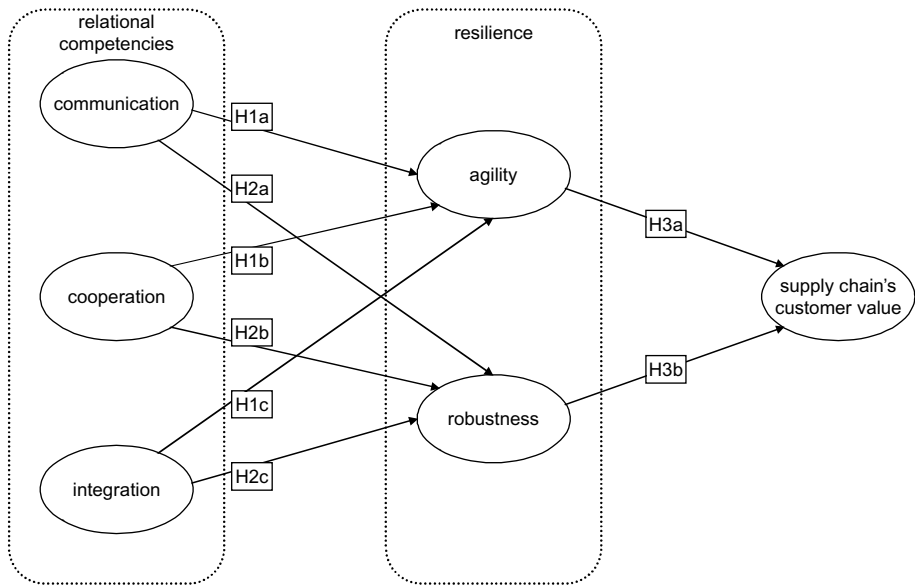 relational
competencies
resilience
communication
cooperation
integration
H1a
H2a
H1b
H2b
H1c
H2c
agility
robustness
H3a
H3b
supply chain's
customer value